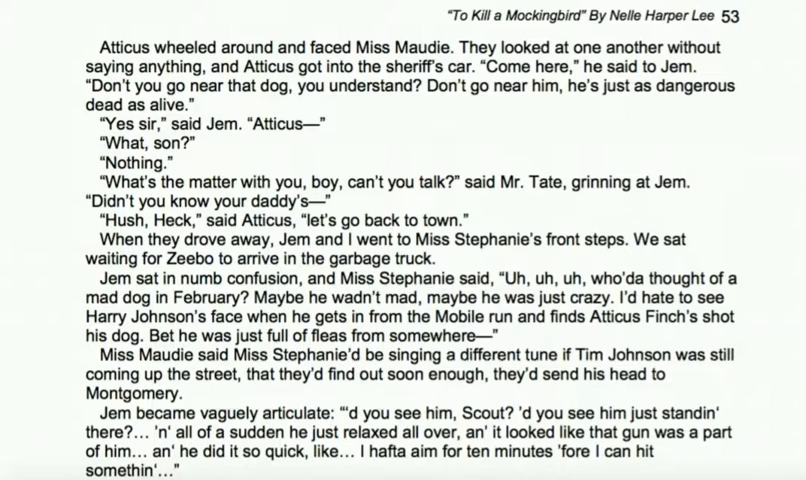 "To Kill a Mockingbird" By Nelle Harper Lee 53
Atticus wheeled around and faced Miss Maudie. They looked at one another without
saying anything, and Atticus got into the sheriff's car. "Come here," he said to Jem.
"Don't you go near that dog, you understand? Don't go near him, he's just as dangerous
dead as alive."
"Yes sir," said Jem. "Atticus—"
"What, son?"
"Nothing."
"What's the matter with you, boy, can't you talk?" said Mr. Tate, grinning at Jem.
"Didn't you know your daddy's—"
"Hush, Heck," said Atticus, "let's go back to town."
When they drove away, Jem and I went to Miss Stephanie's front steps. We sat
waiting for Zeebo to arrive in the garbage truck.
Jem sat in numb confusion, and Miss Stephanie said, "Uh, uh, uh, who'da thought of a
mad dog in February? Maybe he wadn't mad, maybe he was just crazy. I'd hate to see
Harry Johnson's face when he gets in from the Mobile run and finds Atticus Finch's shot
his dog. Bet he was just full of fleas from somewhere—"
Miss Maudie said Miss Stephanie'd be singing a different tune if Tim Johnson was still
coming up the street, that they'd find out soon enough, they'd send his head to
Montgomery.
Jem became vaguely articulate: "'d you see him, Scout? 'd you see him just standin'
there?... 'n' all of a sudden he just relaxed all over, an' it looked like that gun was a part
of him... an' he did it so quick, like... I hafta aim for ten minutes 'fore I can hit
somethin'..."